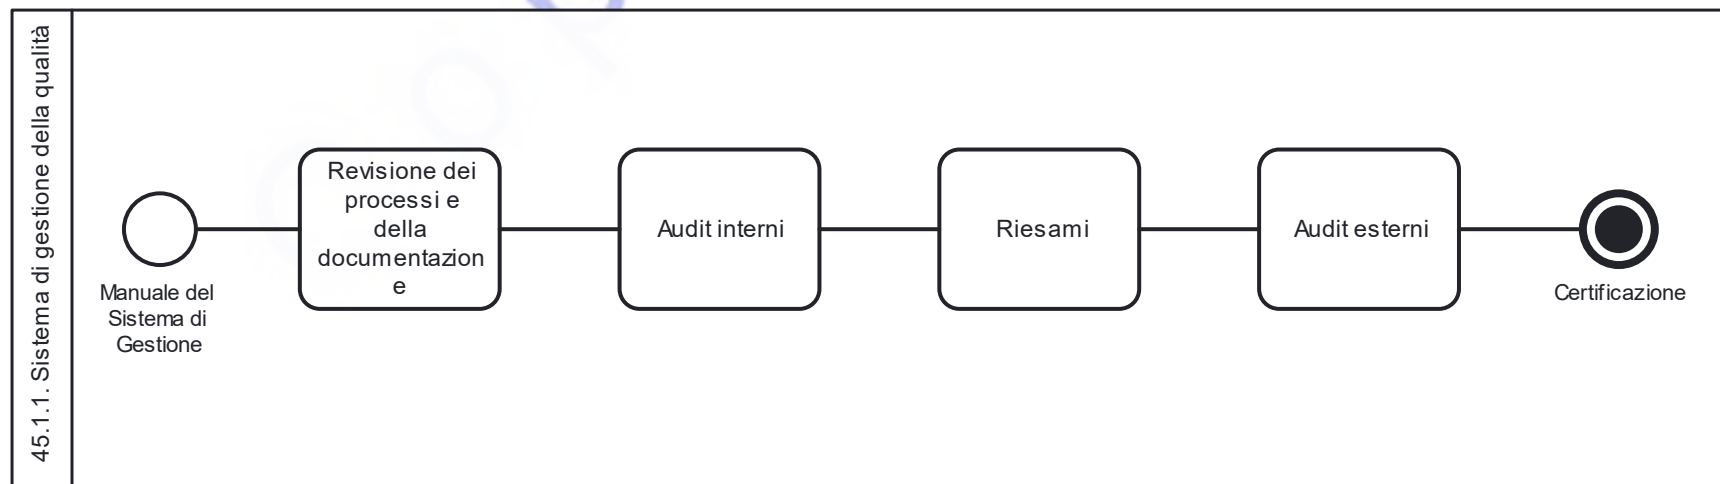 45.1.1. Sistema di gestione della qualità
Manuale del
Sistema di
Gestione
Revisione dei
processi e
della
documentazion
e
Audit interni
Riesami
Audit esterni
Certificazione